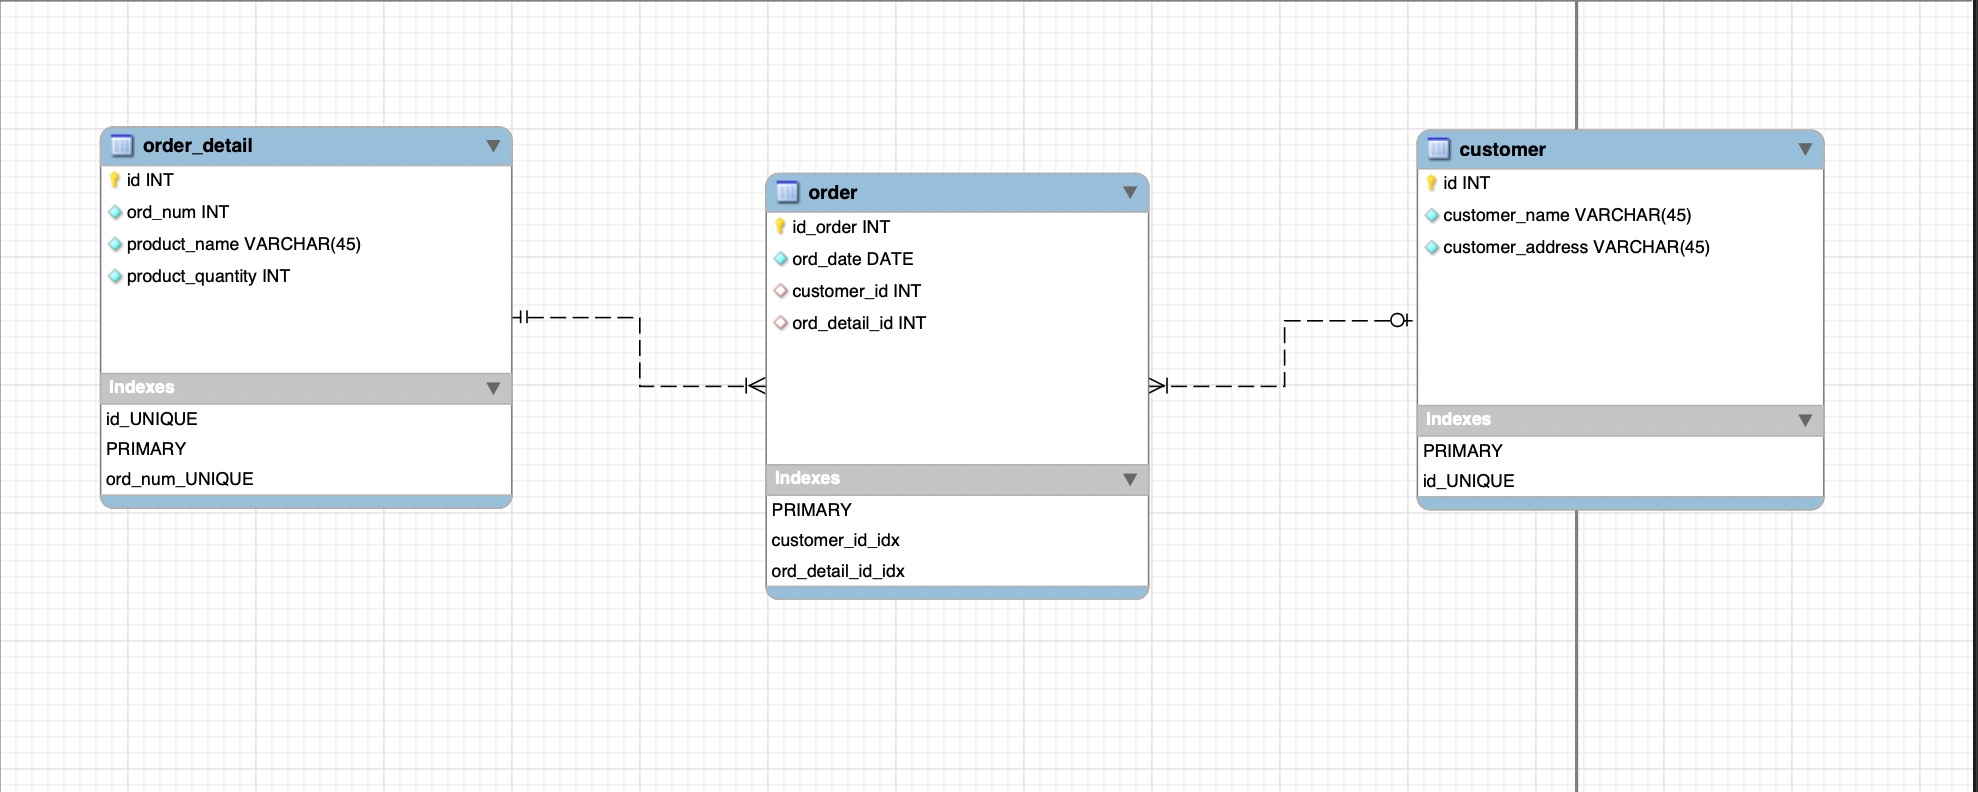 order_detail
id INT
ord_num INT
product_name VARCHAR(45)
product_quantity INT
Indexes
id_UNIQUE
PRIMARY
ord_num_UNIQUE
order
id_order INT
ord_date DATE
customer_id INT
ord_detail_id INT
Indexes
PRIMARY
customer_id_idx
ord_detail_id_idx
customer
id INT
customer_name VARCHAR(45)
customer_address VARCHAR(45)
Indexes
PRIMARY
id_UNIQUE